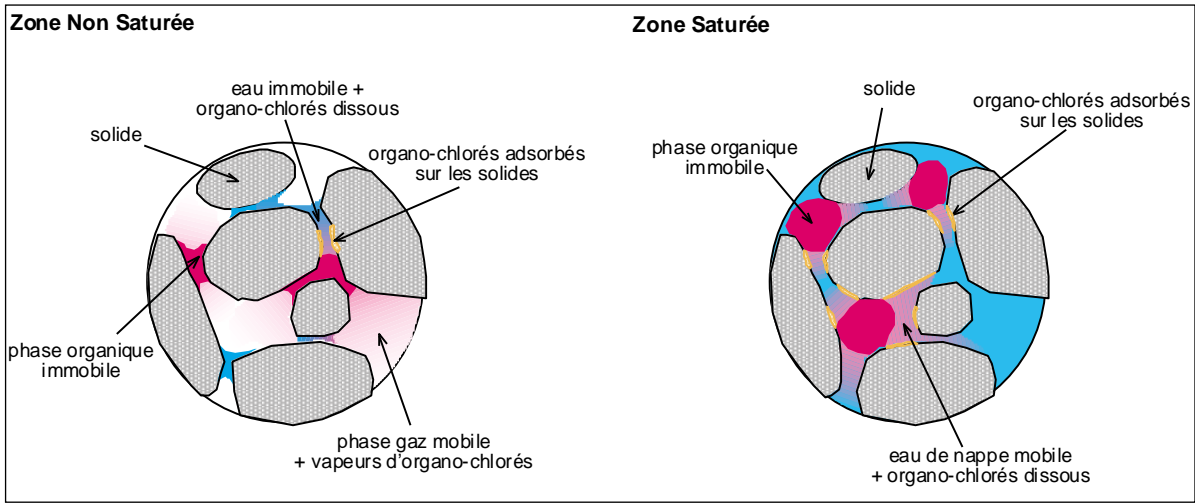 Zone Non Saturée
eau immobile +
organo-chlorés dissous
solide
organo-chlorés adsorbés
sur les solides
phase organique
immobile
phase gaz mobile
+ vapeurs d'organo-chlorés
Zone Saturée
solide
organo-chlorés adsorbés
sur les solides
phase organique
immobile
eau de nappe mobile
+ organo-chlorés dissous